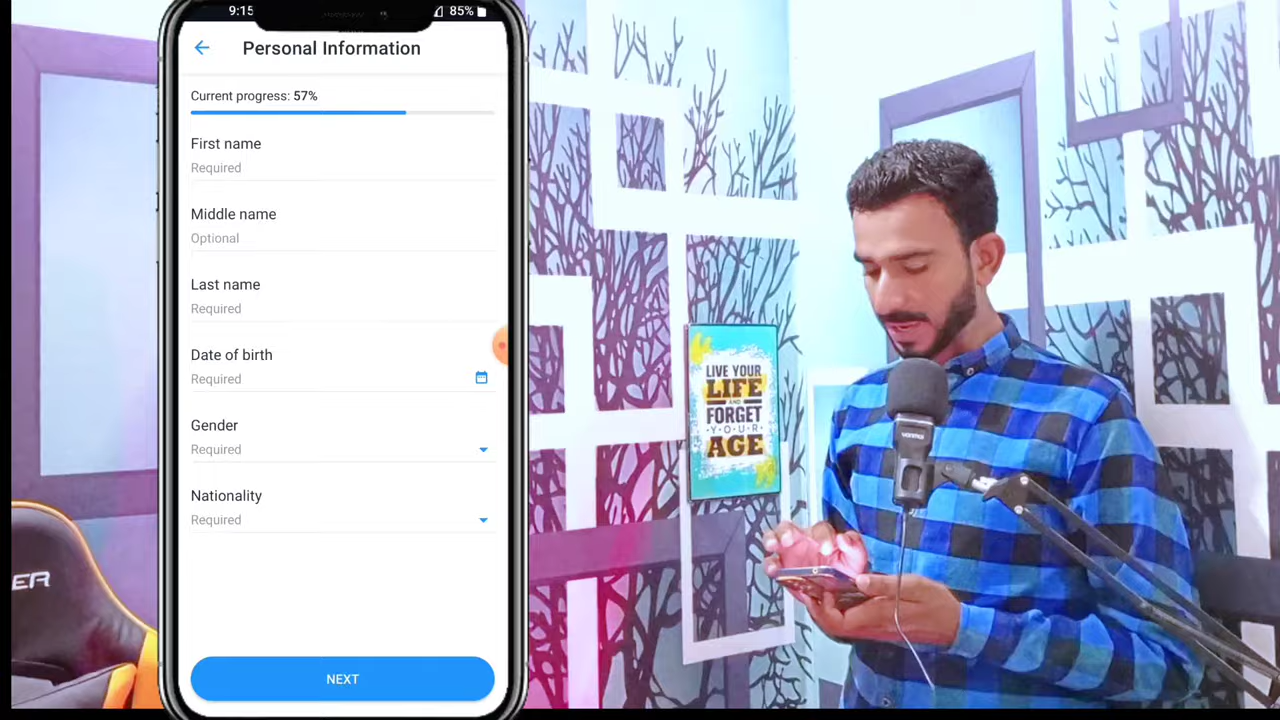 9:15
85%
Personal Information
Current progress: 57%
First name
Required
Middle name
Optional
Last name
Required
Date of birth
Required
Gender
Required
Nationality
Required
NEXT
LIVE YOUR
LIFE
AND
FORGET
·Y·O·U·R·
AGE
ER